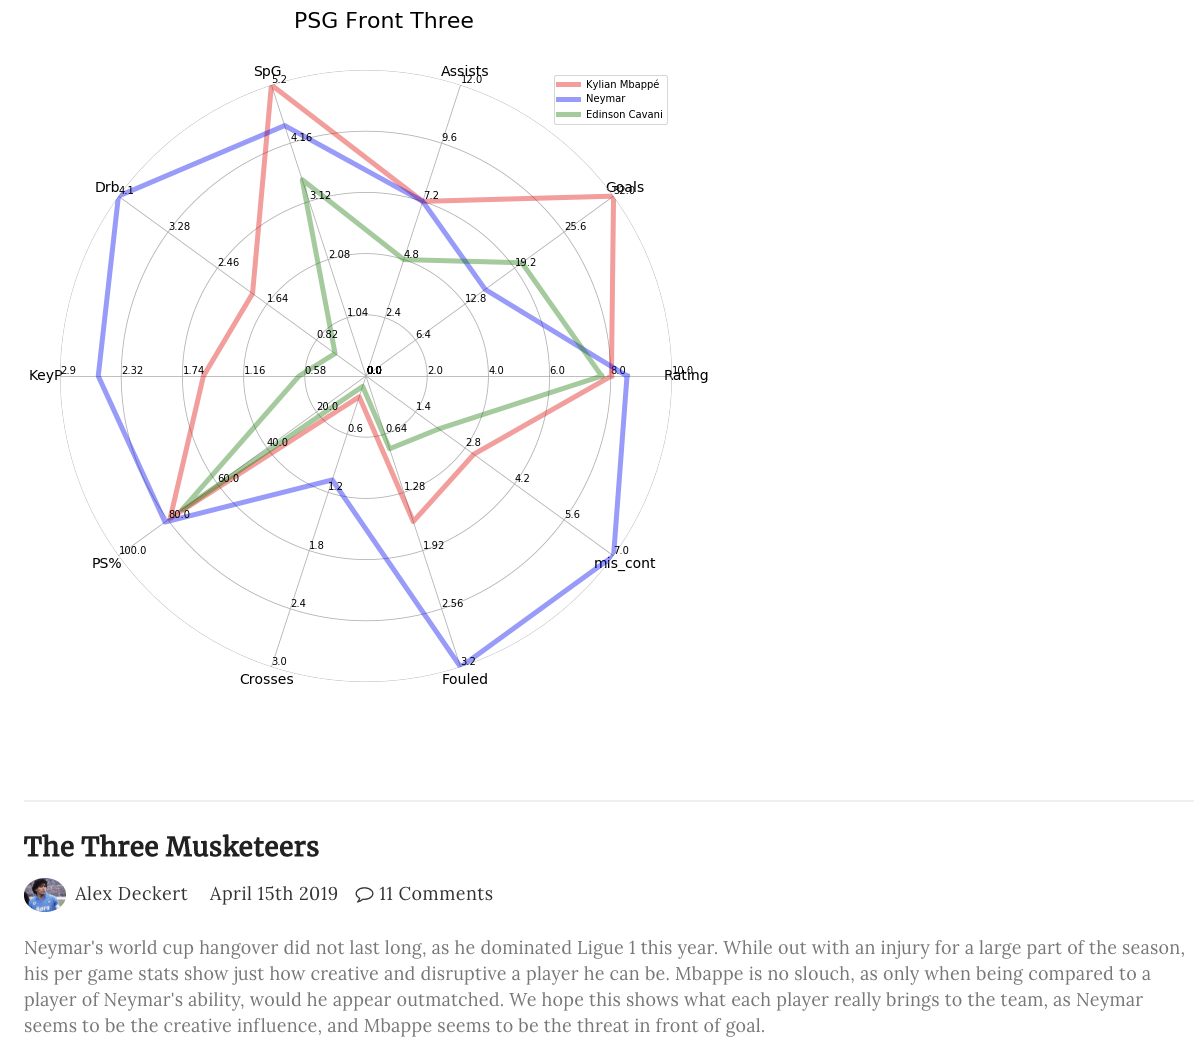 PSG Front Three
SpG
5.2
Assists
12.0
Kylian Mbappé
Neymar
Edinson Cavani
4.16
9.6
Drb
4.1
Goals
32.0
3.12
7.2
3.28
25.6
2.08
4.8
2.46
19.2
1.64
12.8
1.04
2.4
0.82
6.4
KeyP
2.9
2.32
1.74
1.16
0.58
0.0
2.0
4.0
6.0
8.0
10.0
Rating
20.0
1.4
0.6
0.64
40.0
2.8
60.0
1.2
1.28
4.2
80.0
5.6
100.0
1.8
1.92
7.0
PS%
mis_cont
2.4
2.56
3.0
3.2
Crosses
Fouled
The Three Musketeers
Alex Deckert April 15th 2019 11 Comments
Neymar's world cup hangover did not last long, as he dominated Ligue 1 this year. While out with an injury for a large part of the season,
his per game stats show just how creative and disruptive a player he can be. Mbappe is no slouch, as only when being compared to a
player of Neymar's ability, would he appear outmatched. We hope this shows what each player really brings to the team, as Neymar
seems to be the creative influence, and Mbappe seems to be the threat in front of goal.